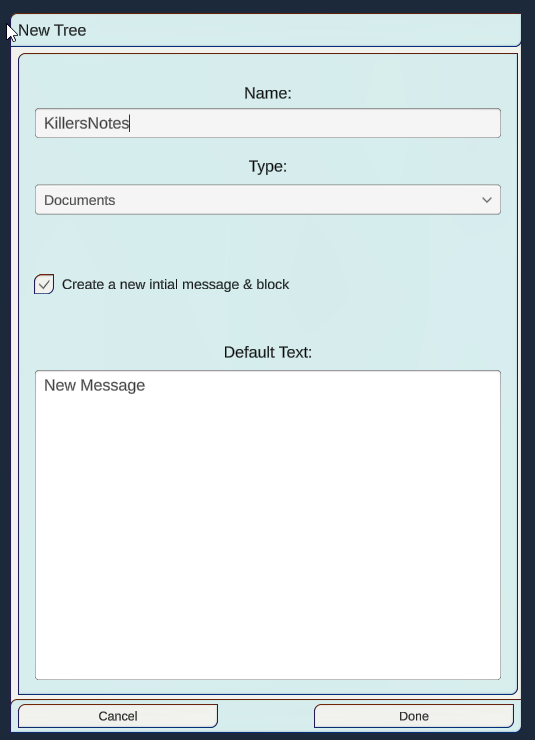 New Tree
Name:
KillersNotes
Type:
Documents
Create a new intial message & block
Default Text:
New Message
Cancel
Done